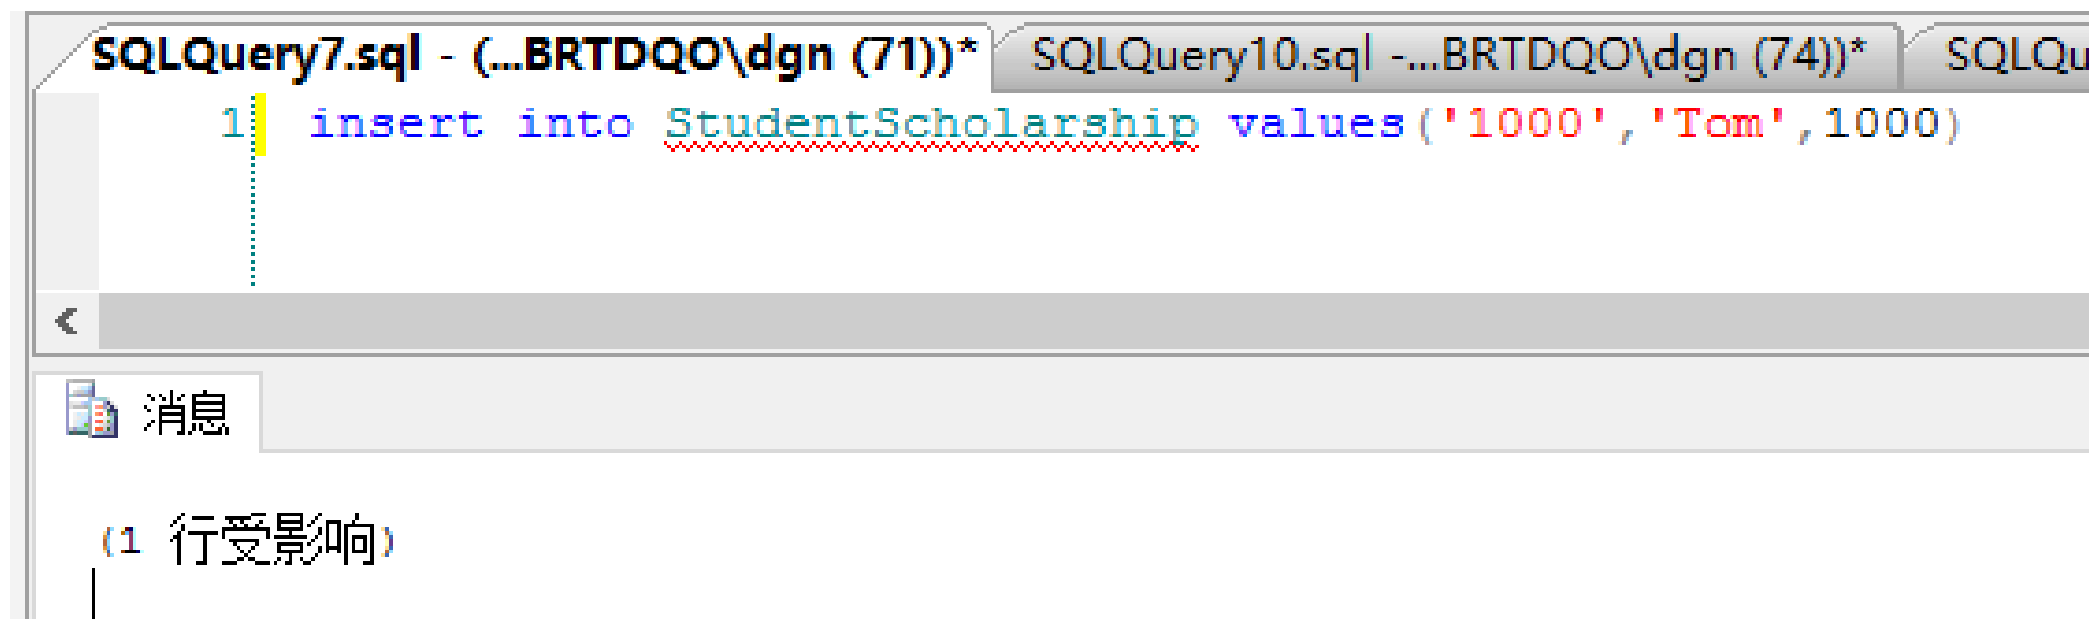 SQLQuery7.sql - (...BRTDQO\dgn (71))* SQLQuery10.sql -...BRTDQO\dgn (74))* SQLQu
1 insert into StudentScholarship values('1000','Tom',1000)
消息
(1 行受影响)